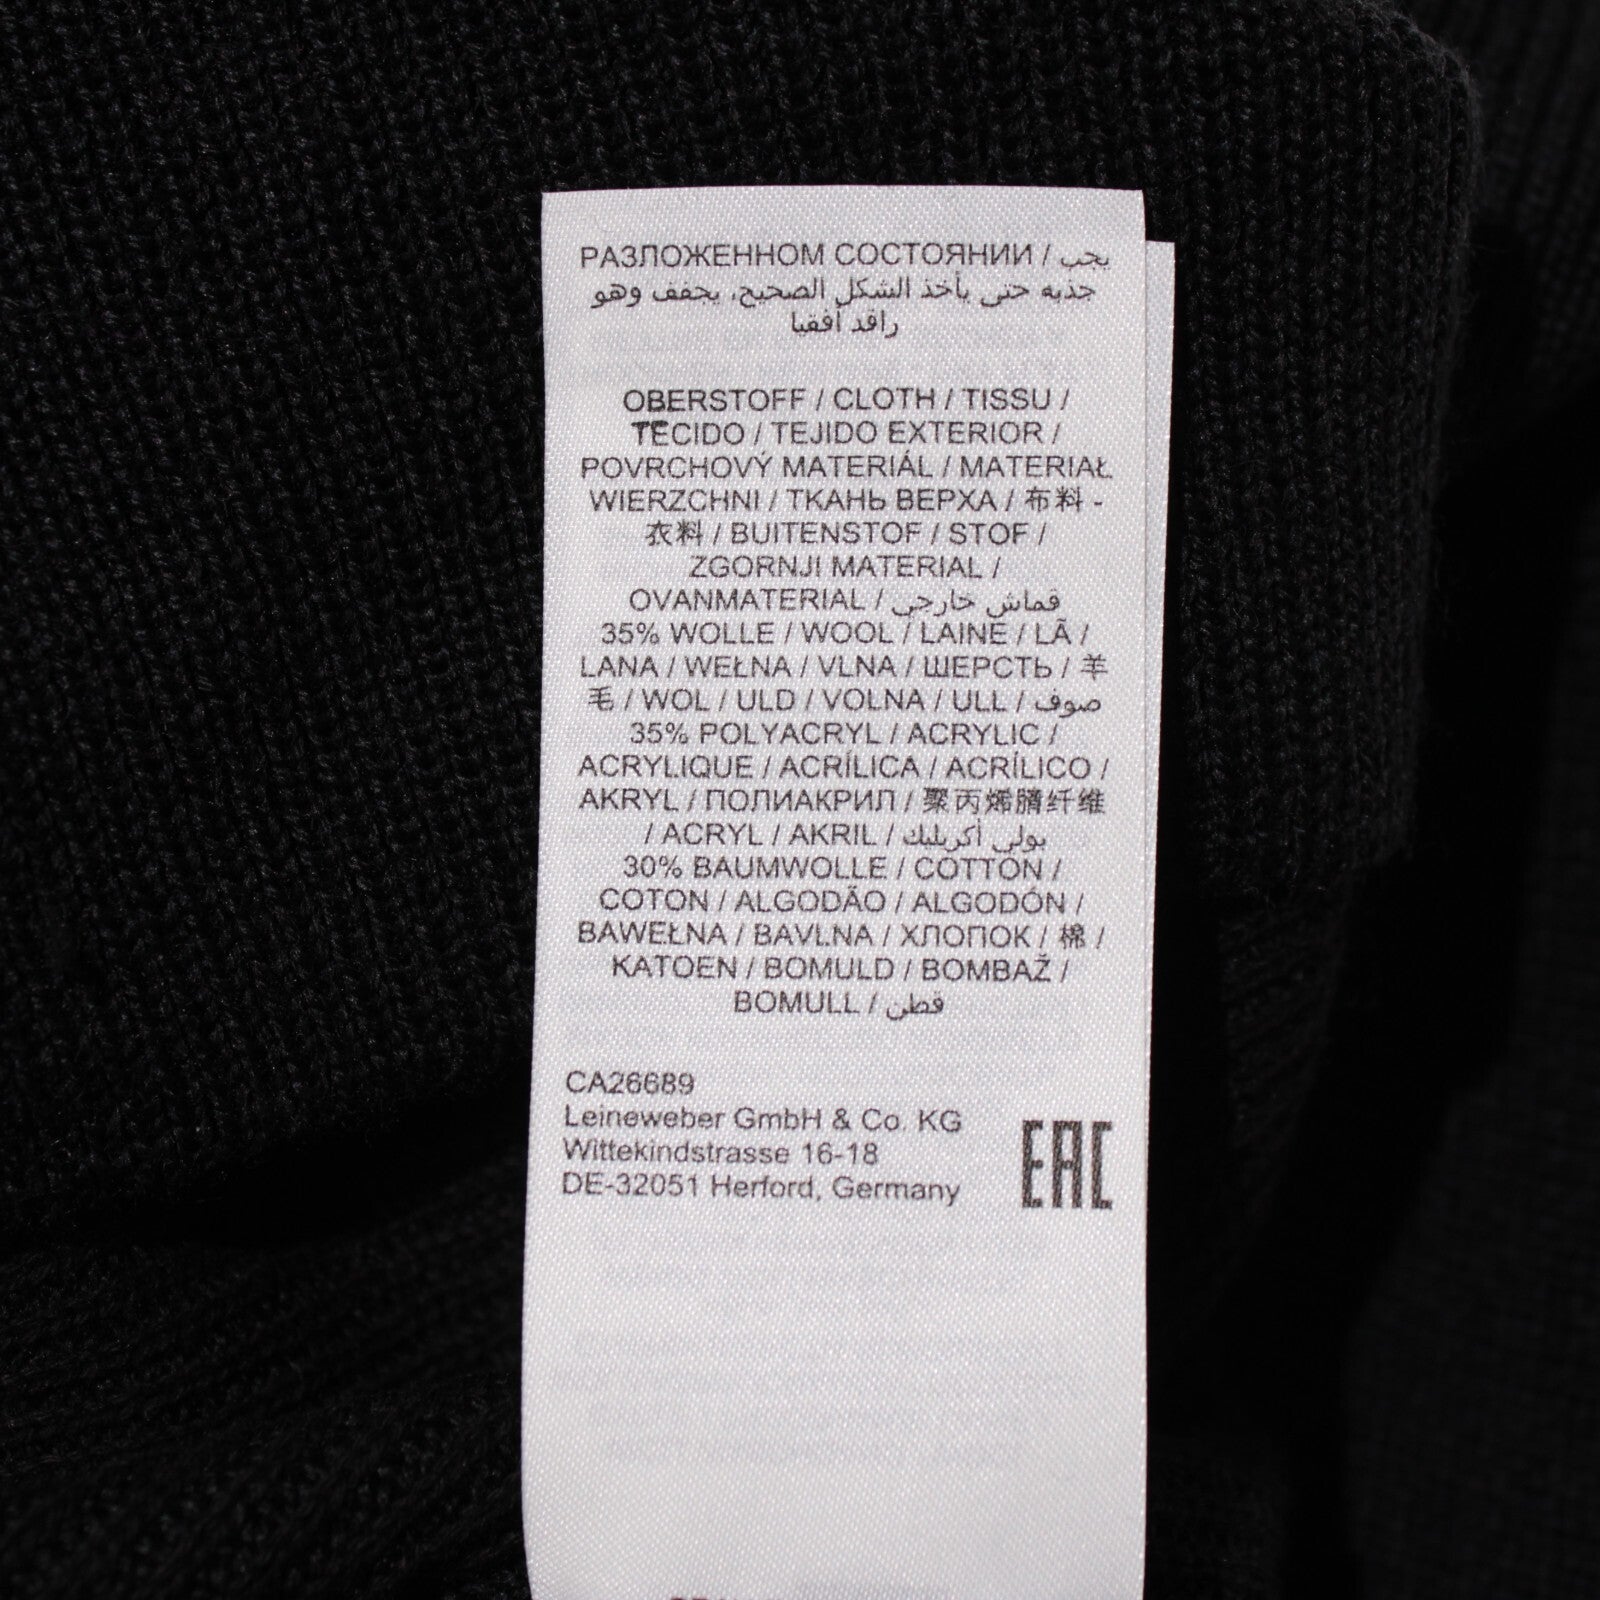 РАЗЛОЖЕННОМ СОСТОЯНИИ / يجب
جذبه حتى يأخذ الشكل الصحيح، يجفف وهو
راقد افقيا
OBERSTOFF / CLOTH / TISSU /
TECIDO / TEJIDO EXTERIOR /
POVRCHOVÝ MATERIÁL / MATERIAŁ
WIERZCHNI / ТКАНЬ ВЕРХА / 布料 -
衣料 / BUITENSTOF / STOF /
ZGORNJI MATERIAL /
OVANMATERIAL / قماش خارجي
35% WOLLE / WOOL / LAINE / LÃ /
LANA / WEŁNA / VLNA / ШЕРСТЬ / 羊
毛 / WOL / ULD / VOLNA / ULL / صوف
35% POLYACRYL / ACRYLIC /
ACRYLIQUE / ACRÍLICA / ACRÍLICO /
AKRYL / ПОЛИАКРИЛ / 聚丙烯腈纤维
/ ACRYL / AKRIL / بولي أكريليك
30% BAUMWOLLE / COTTON /
COTON / ALGODÃO / ALGODÓN /
BAWEŁNA / BAVLNA / ХЛОПОК / 棉 /
KATOEN / BOMULD / BOMBAŽ /
BOMULL / قطن
CA26689
Leineweber GmbH & Co. KG
Wittekindstrasse 16-18
DE-32051 Herford, Germany
EAC